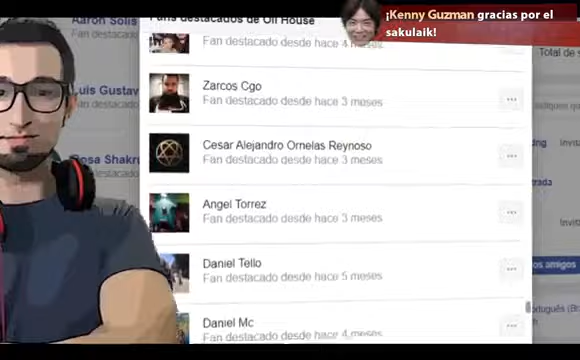 Aaron Solis
Fans destacados de Oli House
¡Kenny Guzman gracias por el
sakulaik!
Fan destacado desde hace 4 meses
Total de s
Luis Gustav
Zarcos Cgo
Fan destacado desde hace 3 meses
Invita
Rosa Shakr
Cesar Alejandro Ornelas Reynoso
Fan destacado desde hace 3 meses
Angel Torrez
Fan destacado desde hace 3 meses
Daniel Tello
Fan destacado desde hace 5 meses
os amigos
Daniel Mc
Fan destacado desde hace 4 meses